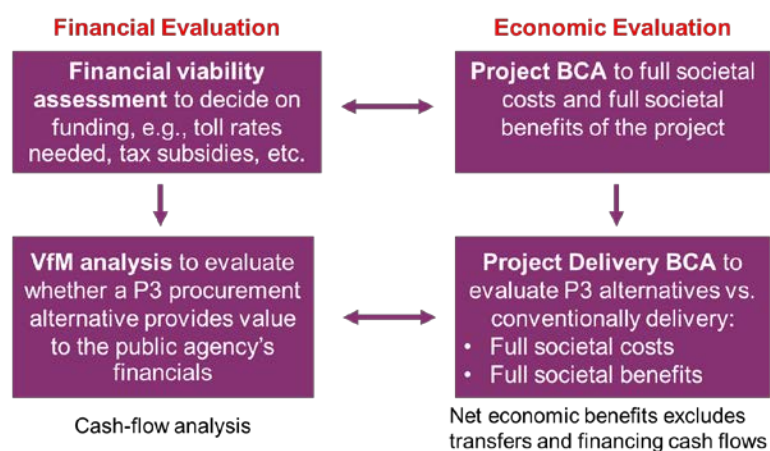 Financial Evaluation
Financial viability
assessment to decide on
funding, e.g., toll rates
needed, tax subsidies, etc.
VfM analysis to evaluate
whether a P3 procurement
alternative provides value
to the public agency's
financials
Cash-flow analysis
Economic Evaluation
Project BCA to full societal
costs and full societal
benefits of the project
Project Delivery BCA to
evaluate P3 alternatives vs.
conventionally delivery:
• Full societal costs
• Full societal benefits
Net economic benefits excludes
transfers and financing cash flows